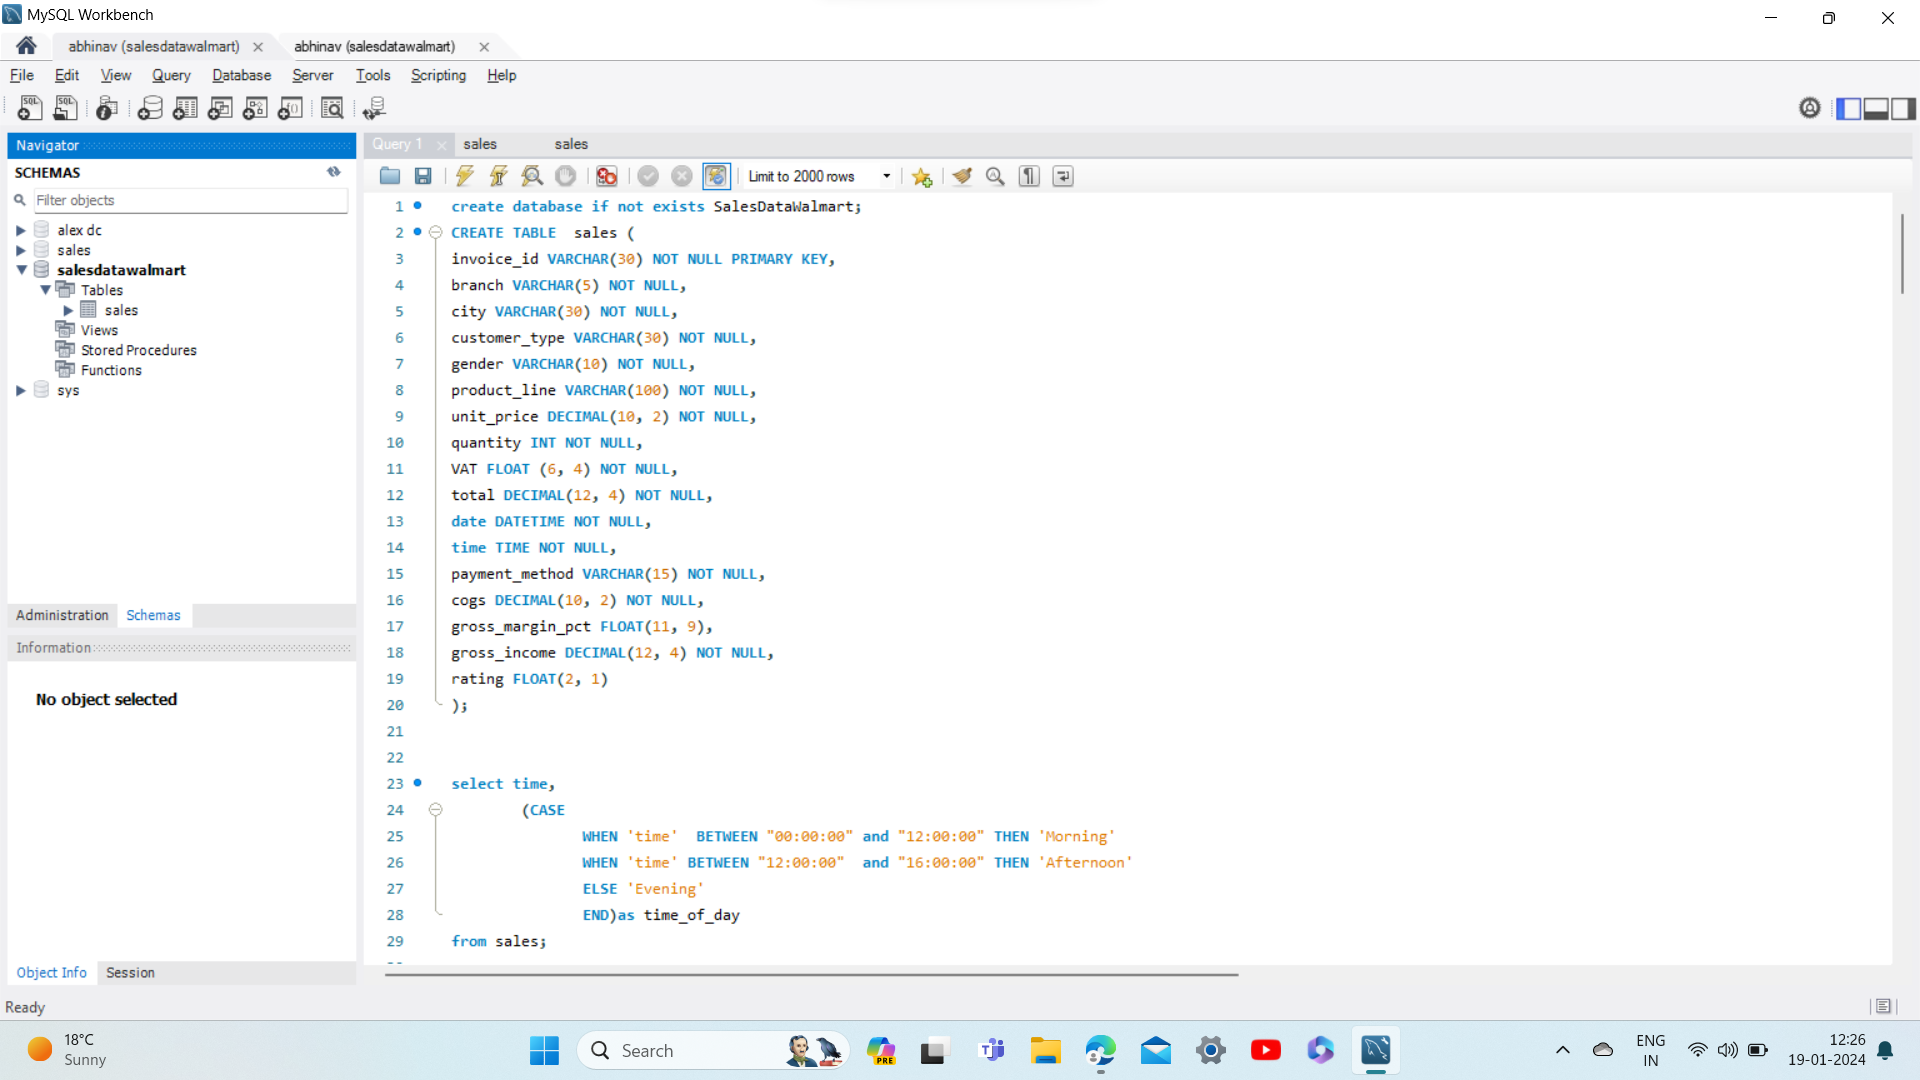 MySQL Workbench
abhinav (salesdatawalmart)
abhinav (salesdatawalmart)
File Edit View Query Database Server Tools Scripting Help
Navigator
SCHEMAS
Filter objects
alex dc
sales
salesdatawalmart
Tables
sales
Views
Stored Procedures
Functions
sys
Administration Schemas
Information
No object selected
Object Info Session
Query 1 sales sales
Limit to 2000 rows
1 create database if not exists SalesDataWalmart;
2 CREATE TABLE  sales (
3 invoice_id VARCHAR(30) NOT NULL PRIMARY KEY,
4 branch VARCHAR(5) NOT NULL,
5 city VARCHAR(30) NOT NULL,
6 customer_type VARCHAR(30) NOT NULL,
7 gender VARCHAR(10) NOT NULL,
8 product_line VARCHAR(100) NOT NULL,
9 unit_price DECIMAL(10, 2) NOT NULL,
10 quantity INT NOT NULL,
11 VAT FLOAT (6, 4) NOT NULL,
12 total DECIMAL(12, 4) NOT NULL,
13 date DATETIME NOT NULL,
14 time TIME NOT NULL,
15 payment_method VARCHAR(15) NOT NULL,
16 cogs DECIMAL(10, 2) NOT NULL,
17 gross_margin_pct FLOAT(11, 9),
18 gross_income DECIMAL(12, 4) NOT NULL,
19 rating FLOAT(2, 1)
20 );
21
22
23 select time,
24 (CASE
25 WHEN 'time'  BETWEEN "00:00:00" and "12:00:00" THEN 'Morning'
26 WHEN 'time' BETWEEN "12:00:00"  and "16:00:00" THEN 'Afternoon'
27 ELSE 'Evening'
28 END)as time_of_day
29 from sales;
Ready
18°C
Sunny
Search
PRE
ENG
IN
12:26
19-01-2024